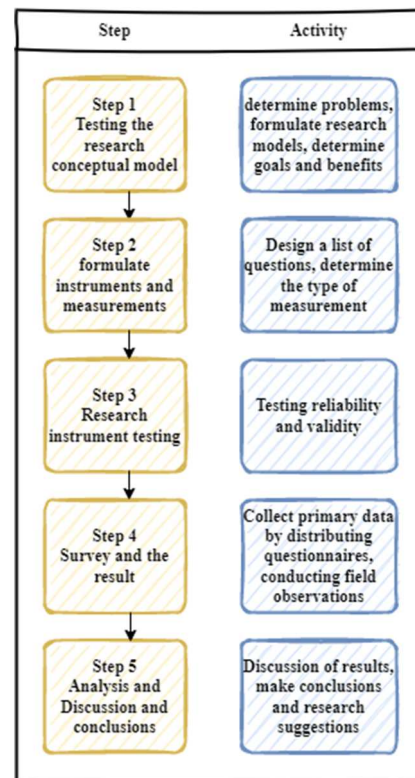 Step
Activity
Step 1
Testing the
research
conceptual model
determine problems,
formulate research
models, determine
goals and benefits
Step 2
formulate
instruments and
measurements
Design a list of
questions, determine
the type of
measurement
Step 3
Research
instrument testing
Testing reliability
and validity
Step 4
Survey and the
result
Collect primary data
by distributing
questionnaires,
conducting field
observations
Step 5
Analysis and
Discussion and
conclusions
Discussion of results,
make conclusions
and research
suggestions